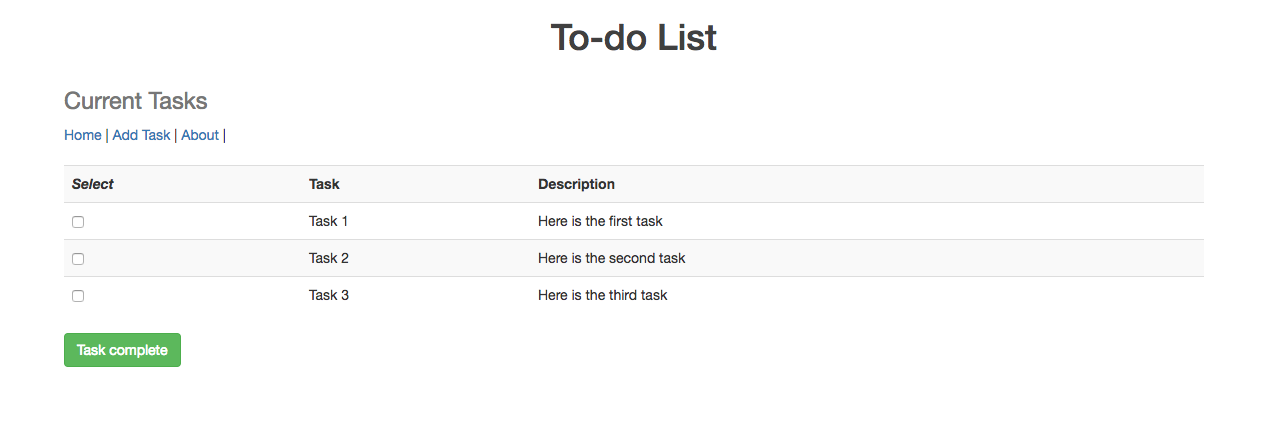 To-do List
Current Tasks
Home | Add Task | About |
Select Task Description
Task 1 Here is the first task
Task 2 Here is the second task
Task 3 Here is the third task
Task complete